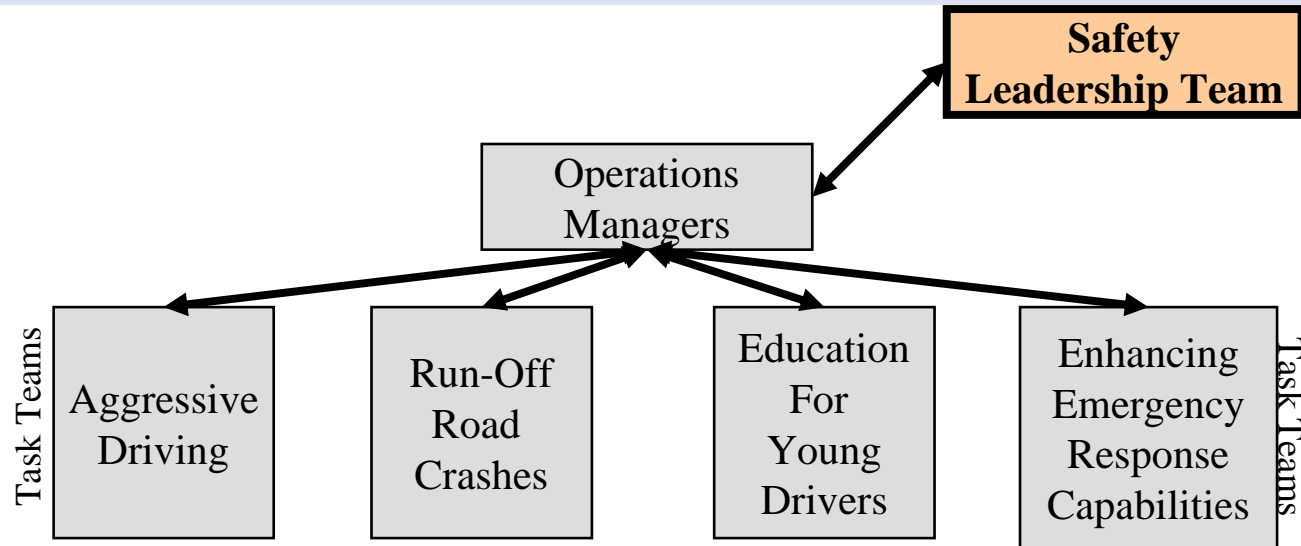 Safety
Leadership Team
Operations
Managers
Task Teams
Aggressive
Driving
Run-Off
Road
Crashes
Education
For
Young
Drivers
Enhancing
Emergency
Response
Capabilities
Task Teams